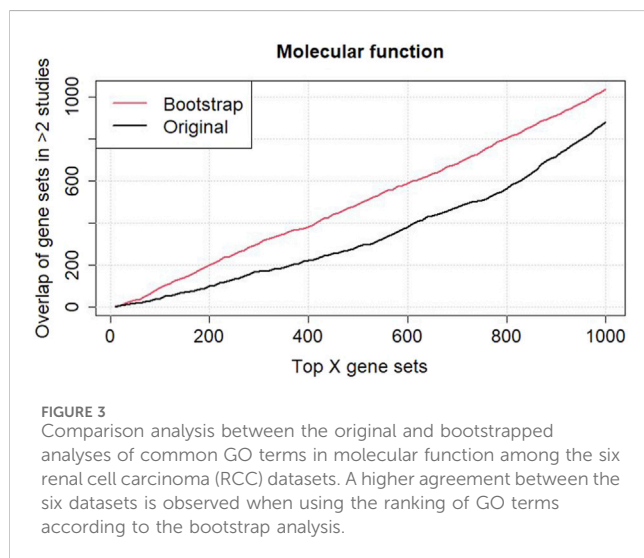 Molecular function
Bootstrap
Original
Overlap of gene sets in >2 studies
1000
600
200
0
0 200 400 600 800 1000
Top X gene sets
FIGURE 3
Comparison analysis between the original and bootstrapped
analyses of common GO terms in molecular function among the six
renal cell carcinoma (RCC) datasets. A higher agreement between the
six datasets is observed when using the ranking of GO terms
according to the bootstrap analysis.